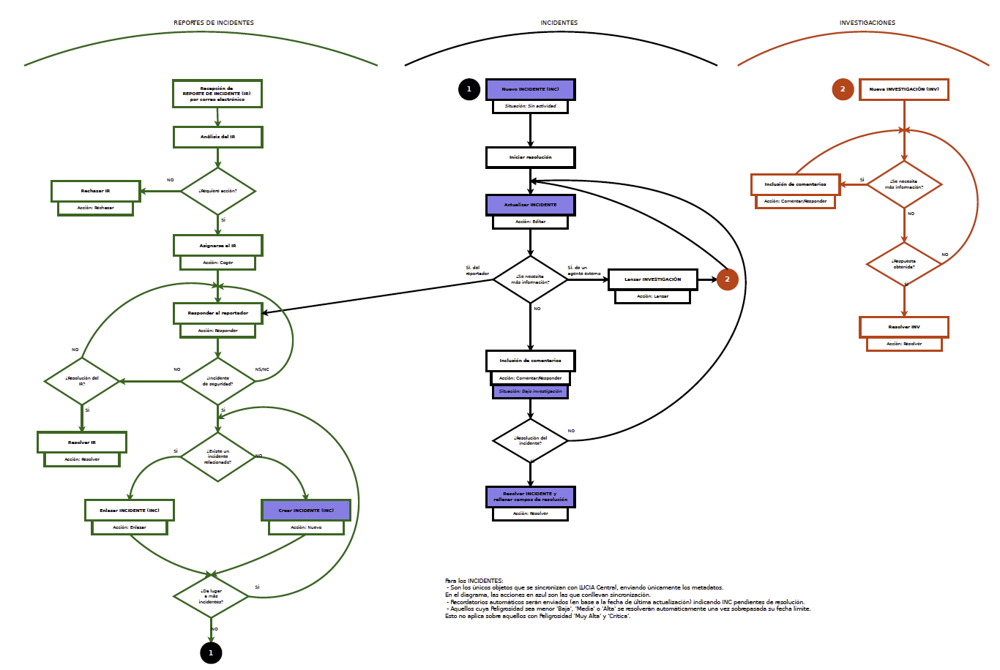 REPORTES DE INCIDENTES
Recepción de
REPORTE DE INCIDENTE (IR)
por correo electrónico
Análisis del IR
¿Requiere acción?
NO
Rechazar IR
Acción: Rechazar
SÍ
Asignarse el IR
Acción: Coger
Responder al reportador
Acción: Responder
¿Incidente
de seguridad?
NS/NC
NO
¿Resolución del
IR?
NO
SÍ
Resolver IR
Acción: Resolver
SÍ
¿Existe un
incidente
relacionado?
SÍ
NO
Enlazar INCIDENTE (INC)
Acción: Enlazar
Crear INCIDENTE (INC)
Acción: Nuevo
¿Da lugar
a más
incidentes?
SÍ
NO
1
INCIDENTES
1
Nuevo INCIDENTE (INC)
Situación: Sin actividad
Iniciar resolución
Actualizar INCIDENTE
Acción: Editar
¿Se necesita
más información?
SÍ. del
reportador
SÍ. de un
agente externo
Lanzar INVESTIGACIÓN
Acción: Lanzar
2
NO
Inclusión de comentarios
Acción: Comentar/Responder
Situación: Bajo investigación
¿Resolución del
incidente?
NO
SÍ
Resolver INCIDENTE y
rellenar campos de resolución
Acción: Resolver
INVESTIGACIONES
2
Nueva INVESTIGACIÓN (INV)
¿Se necesita
más información?
SÍ
Inclusión de comentarios
Acción: Comentar/Responder
NO
¿Respuesta
obtenida?
NO
SÍ
Resolver INV
Acción: Resolver
Para los INCIDENTES:
- Son los únicos objetos que se sincronizan con LUCIA Central, enviando únicamente los metadatos.
En el diagrama, las acciones en azul son las que conllevan sincronización.
- Recordatorios automáticos serán enviados (en base a la fecha de última actualización) indicando INC pendientes de resolución.
- Aquellos cuya Peligrosidad sea menor 'Baja', 'Media' o 'Alta' se resolverán automáticamente una vez sobrepasada su fecha límite.
Esto no aplica sobre aquellos con Peligrosidad 'Muy Alta' y 'Crítica'.